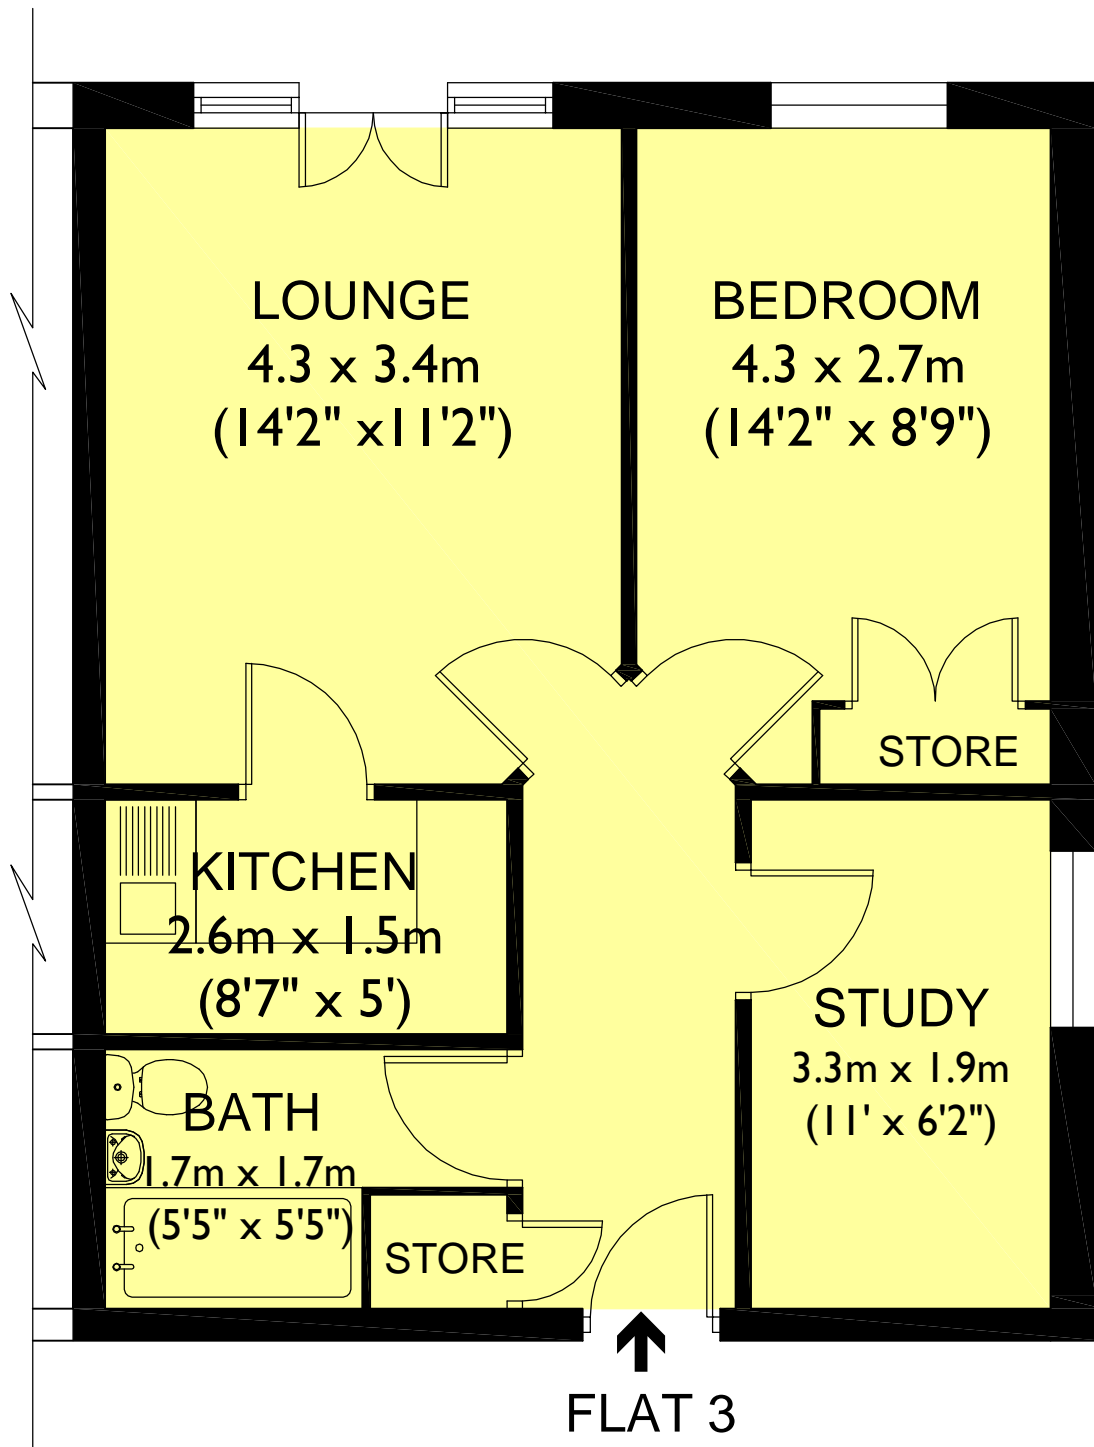 LOUNGE
4.3 x 3.4m
(14'2" x11'2")
BEDROOM
4.3 x 2.7m
(14'2" x 8'9")
STORE
KITCHEN
2.6m x 1.5m
(8'7" x 5')
STUDY
3.3m x 1.9m
(11' x 6'2")
BATH
1.7m x 1.7m
(5'5" x 5'5")
STORE
FLAT 3